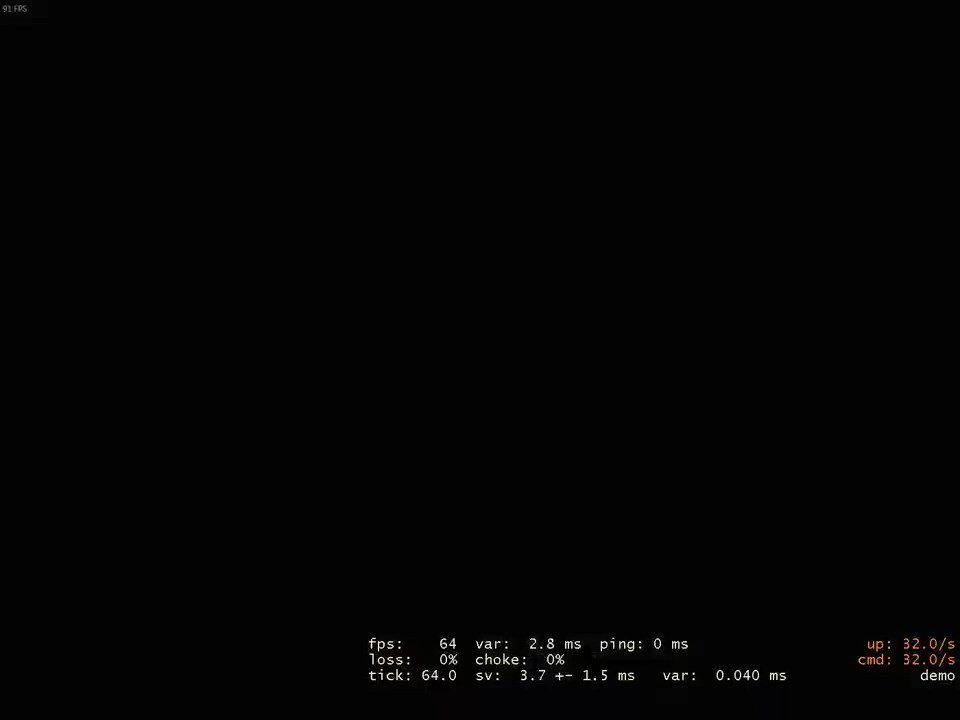 91 FPS
fps: 64 var: 2.8 ms ping: 0 ms up: 32.0/s
loss: 0% choke: 0% cmd: 32.0/s
tick: 64.0 sv: 3.7 +- 1.5 ms var: 0.040 ms demo